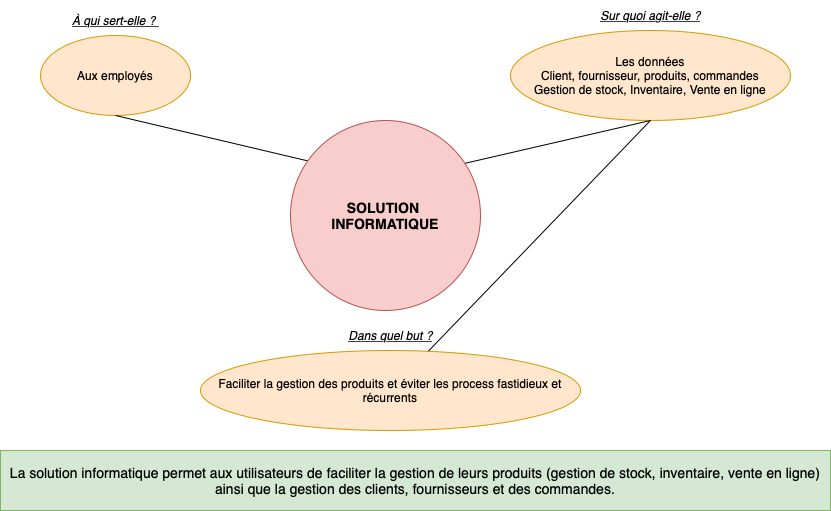 À qui sert-elle ?
Sur quoi agit-elle ?
Aux employés
Les données
Client, fournisseur, produits, commandes
Gestion de stock, Inventaire, Vente en ligne
SOLUTION
INFORMATIQUE
Dans quel but ?
Faciliter la gestion des produits et éviter les process fastidieux et
récurrents
La solution informatique permet aux utilisateurs de faciliter la gestion de leurs produits (gestion de stock, inventaire, vente en ligne)
ainsi que la gestion des clients, fournisseurs et des commandes.